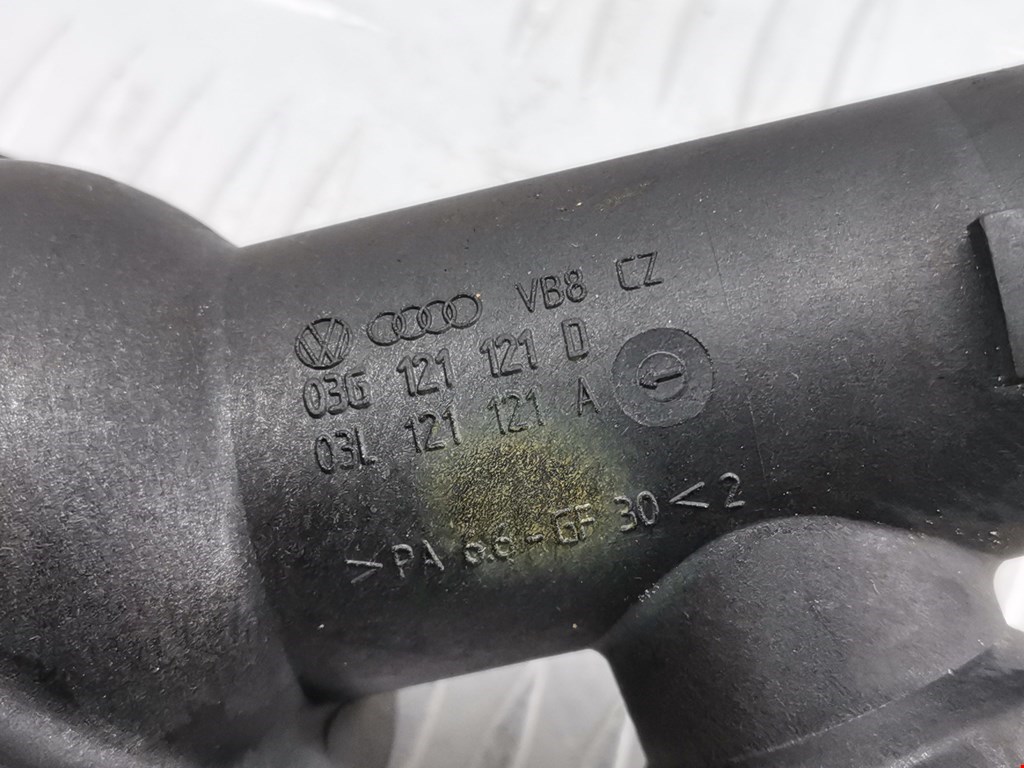 VB8 CZ
03G 121 121 D
03L 121 121 A
>PA 66-GF 30<2